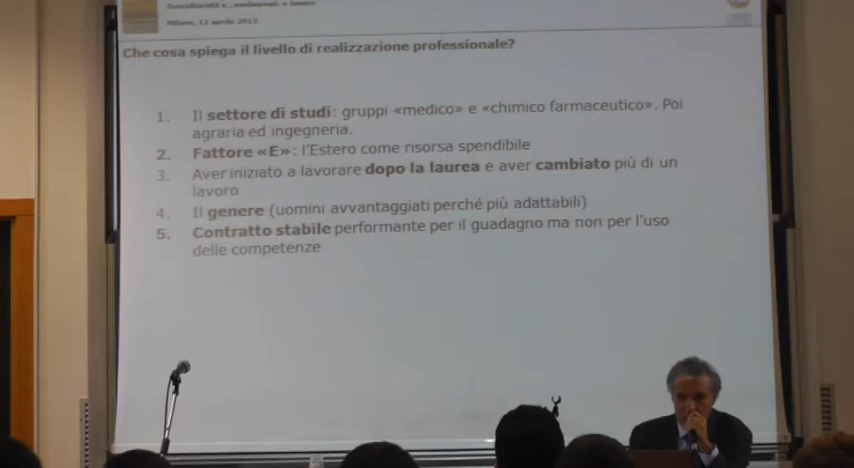 Sussidiarietà e... neolaureati e lavoro
Milano, 12 aprile 2013
Che cosa spiega il livello di realizzazione professionale?
1. Il settore di studi: gruppi «medico» e «chimico farmaceutico». Poi
agraria ed ingegneria.
2. Fattore «E»: l'Estero come risorsa spendibile
3. Aver iniziato a lavorare dopo la laurea e aver cambiato più di un
lavoro
4. Il genere (uomini avvantaggiati perché più adattabili)
5. Contratto stabile performante per il guadagno ma non per l'uso
delle competenze